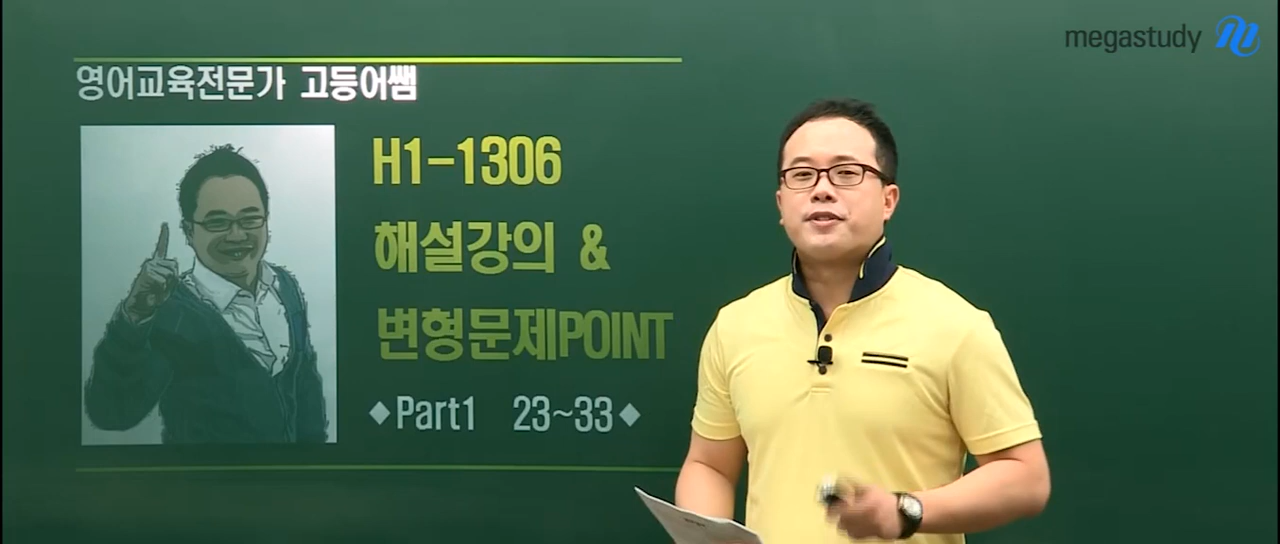 megastudy
영어교육전문가 고등어쌤
H1-1306
해설강의 &
변형문제POINT
◆Part1 23~33◆